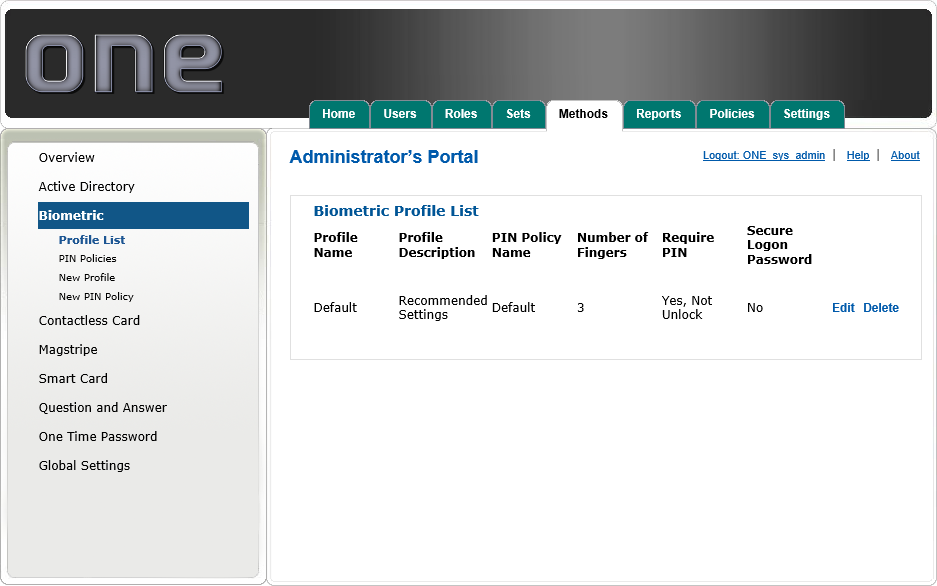 one
Home Users Roles Sets Methods Reports Policies Settings
Overview
Active Directory
Biometric
Profile List
PIN Policies
New Profile
New PIN Policy
Contactless Card
Magstripe
Smart Card
Question and Answer
One Time Password
Global Settings
Administrator's Portal
Logout: ONE_sys_admin | Help | About
Biometric Profile List
Profile Name Profile Description PIN Policy Name Number of Fingers Require PIN Secure Logon Password
Default Recommended Settings Default 3 Yes, Not Unlock No Edit Delete